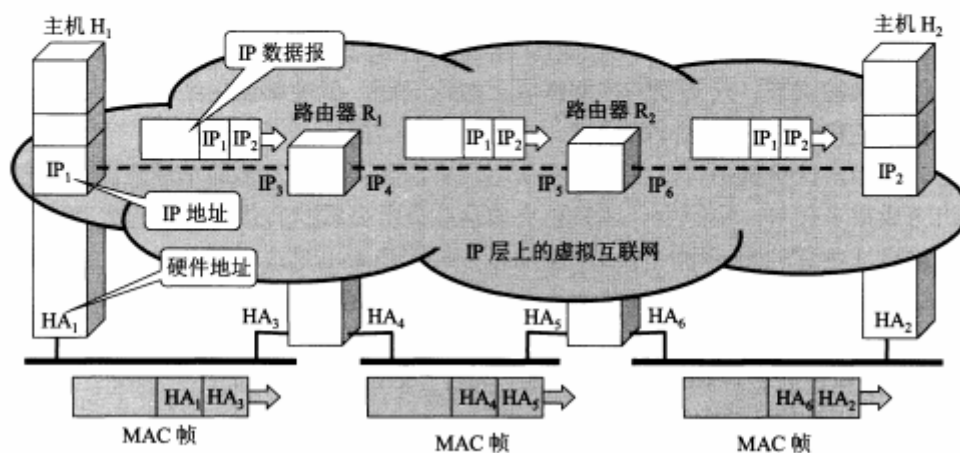 主机 H₁
主机 H₂
IP 数据报
路由器 R₁
路由器 R₂
IP₁ IP₂
IP₁ IP₂
IP₁ IP₂
IP₁
IP₃
IP₄
IP₅
IP₆
IP₂
IP 地址
IP 层上的虚拟互联网
硬件地址
HA₁
HA₃
HA₄
HA₅
HA₆
HA₂
HA₁ HA₃
HA₄ HA₅
HA₆ HA₂
MAC 帧
MAC 帧
MAC 帧